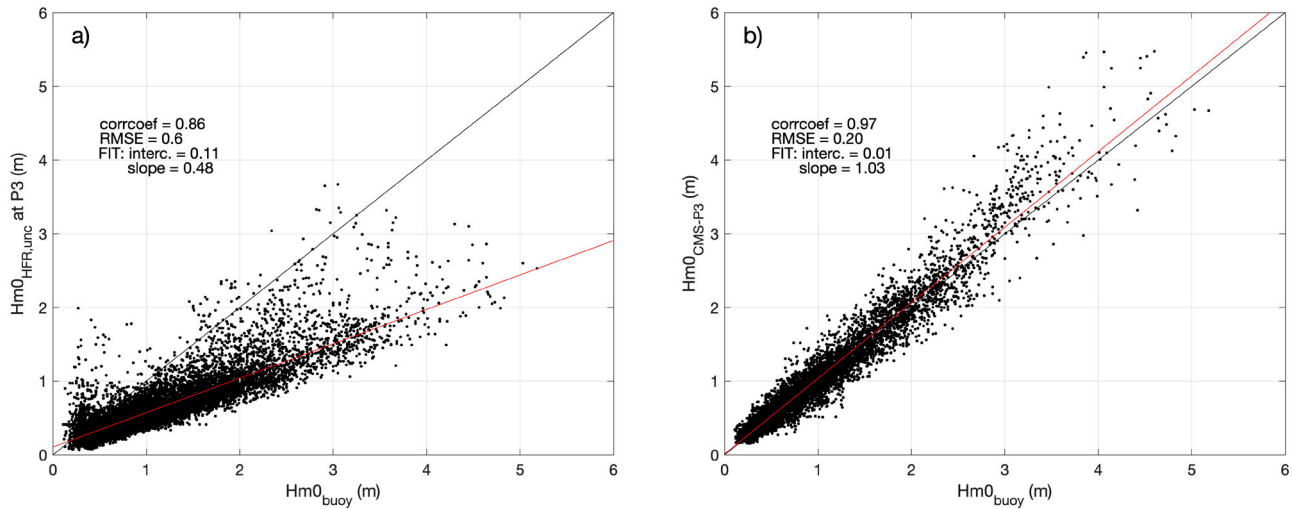 a)
corrcoef = 0.86
RMSE = 0.6
FIT: interc. = 0.11
slope = 0.48
Hm0HFR,unc at P3 (m)
6
5
4
3
2
1
0
0 1 2 3 4 5 6
Hm0buoy (m)
b)
corrcoef = 0.97
RMSE = 0.20
FIT: interc. = 0.01
slope = 1.03
Hm0CMS-P3 (m)
6
5
4
3
2
1
0
0 1 2 3 4 5 6
Hm0buoy (m)